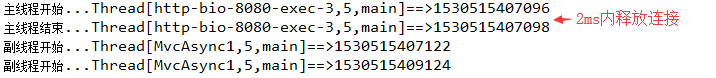 主线程开始...Thread[http-bio-8080-exec-3,5,main]==>1530515407096
主线程结束...Thread[http-bio-8080-exec-3,5,main]==>1530515407098
2ms内释放连接
副线程开始...Thread[MvcAsync1,5,main]==>1530515407122
副线程开始...Thread[MvcAsync1,5,main]==>1530515409124